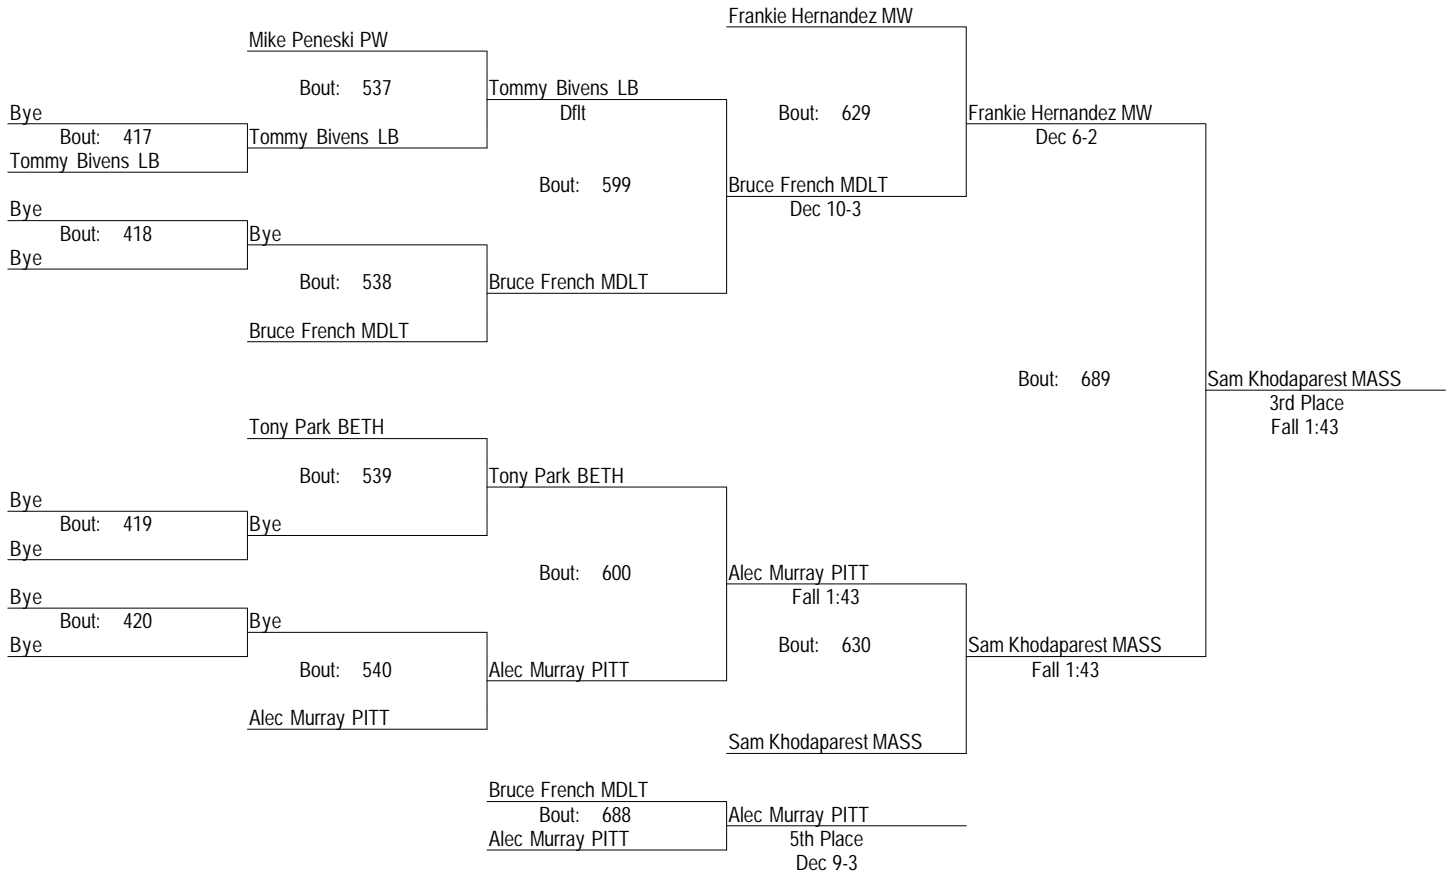 Frankie Hernandez MW
Mike Peneski PW
Bout: 537
Tommy Bivens LB
Dflt
Bout: 629
Frankie Hernandez MW
Dec 6-2
Bye
Bout: 417
Tommy Bivens LB
Tommy Bivens LB
Bout: 599
Bruce French MDLT
Dec 10-3
Bye
Bout: 418
Bye
Bye
Bout: 538
Bruce French MDLT
Bruce French MDLT
Bout: 689
Sam Khodaparest MASS
3rd Place
Fall 1:43
Tony Park BETH
Bout: 539
Tony Park BETH
Bye
Bout: 419
Bye
Bye
Bout: 600
Alec Murray PITT
Fall 1:43
Bye
Bout: 420
Bye
Bye
Bout: 630
Sam Khodaparest MASS
Fall 1:43
Bout: 540
Alec Murray PITT
Alec Murray PITT
Sam Khodaparest MASS
Bruce French MDLT
Bout: 688
Alec Murray PITT
Alec Murray PITT
5th Place
Dec 9-3